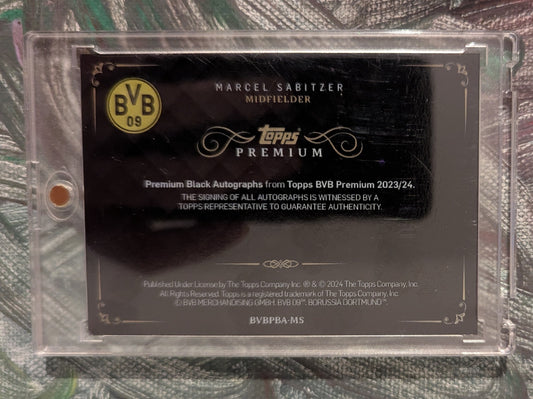 BVB
09
MARCEL SABITZER
MIDFIELDER
topps
PREMIUM
Premium Black Autographs from Topps BVB Premium 2023/24.
THE SIGNING OF ALL AUTOGRAPHS IS WITNESSED BY A
TOPPS REPRESENTATIVE TO GUARANTEE AUTHENTICITY.
Published Under License by The Topps Company Inc. ® & © 2024 The Topps Company, Inc.
All Rights Reserved. Topps is a registered trademark of The Topps Company, Inc.
© BVB MERCHANDISING GMBH. BVB 09™. BORUSSIA DORTMUND™.
BVBPBA-MS